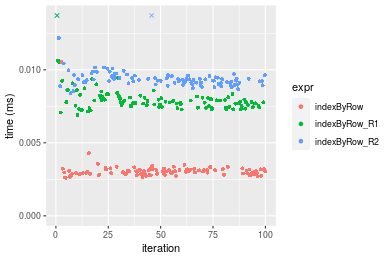 time (ms)
0.010
0.005
0.000
0
25
50
75
100
iteration
expr
indexByRow
indexByRow_R1
indexByRow_R2